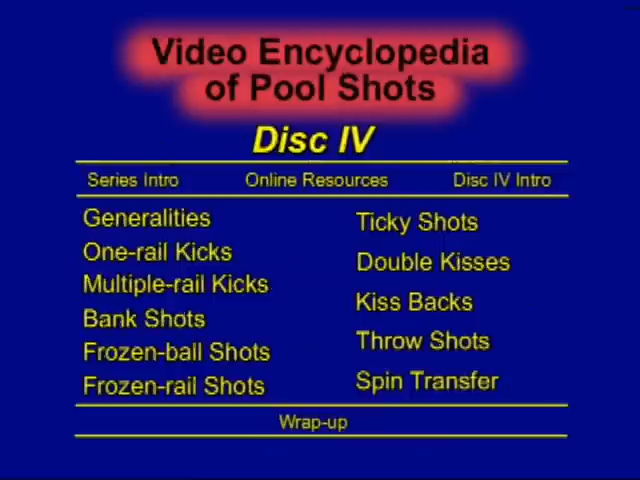 Video Encyclopedia
of Pool Shots
Disc IV
Series Intro Online Resources Disc IV Intro
Generalities
One-rail Kicks
Multiple-rail Kicks
Bank Shots
Frozen-ball Shots
Frozen-rail Shots
Ticky Shots
Double Kisses
Kiss Backs
Throw Shots
Spin Transfer
Wrap-up